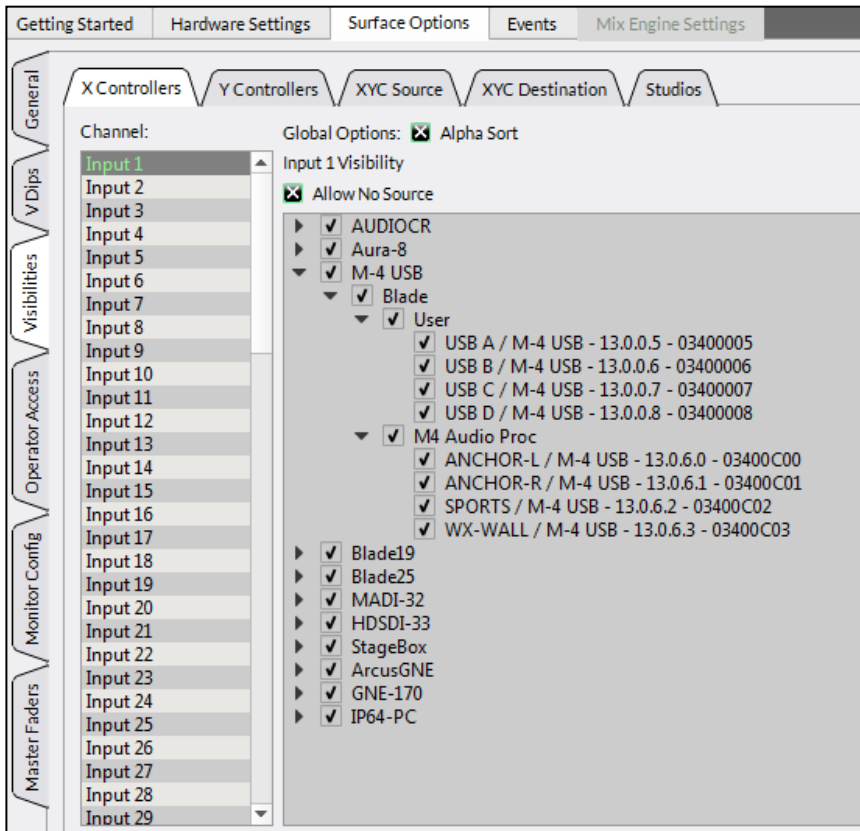 Getting Started Hardware Settings Surface Options Events Mix Engine Settings
General
V Dips
Visibilities
Operator Access
Monitor Config
Master Faders
X Controllers Y Controllers XYC Source XYC Destination Studios
Channel:
Input 1
Input 2
Input 3
Input 4
Input 5
Input 6
Input 7
Input 8
Input 9
Input 10
Input 11
Input 12
Input 13
Input 14
Input 15
Input 16
Input 17
Input 18
Input 19
Input 20
Input 21
Input 22
Input 23
Input 24
Input 25
Input 26
Input 27
Input 28
Input 29
Global Options: Alpha Sort
Input 1 Visibility
Allow No Source
AUDIOCR
Aura-8
M-4 USB
Blade
User
USB A / M-4 USB - 13.0.0.5 - 03400005
USB B / M-4 USB - 13.0.0.6 - 03400006
USB C / M-4 USB - 13.0.0.7 - 03400007
USB D / M-4 USB - 13.0.0.8 - 03400008
M4 Audio Proc
ANCHOR-L / M-4 USB - 13.0.6.0 - 03400C00
ANCHOR-R / M-4 USB - 13.0.6.1 - 03400C01
SPORTS / M-4 USB - 13.0.6.2 - 03400C02
WX-WALL / M-4 USB - 13.0.6.3 - 03400C03
Blade19
Blade25
MADI-32
HDSDI-33
StageBox
ArcusGNE
GNE-170
IP64-PC